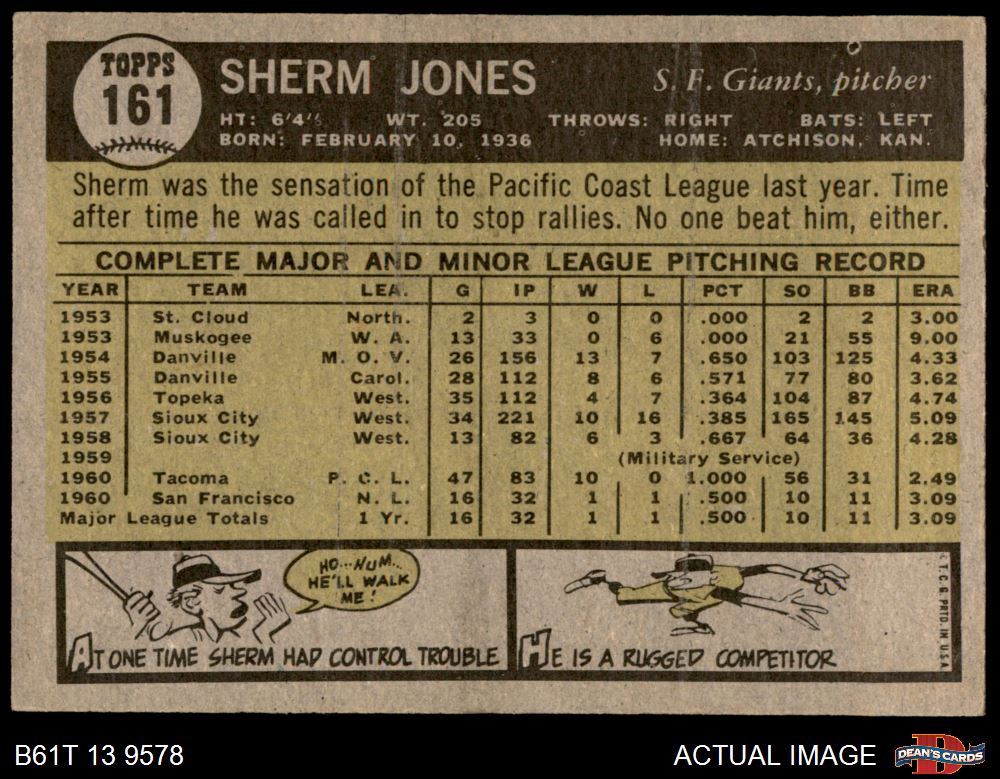 TOPPS
161
SHERM JONES
S. F. Giants, pitcher
HT: 6'4" WT. 205 THROWS: RIGHT BATS: LEFT
BORN: FEBRUARY 10, 1936 HOME: ATCHISON, KAN.
Sherm was the sensation of the Pacific Coast League last year. Time
after time he was called in to stop rallies. No one beat him, either.
COMPLETE MAJOR AND MINOR LEAGUE PITCHING RECORD
YEAR TEAM LEA. G IP W L PCT SO BB ERA
1953 St. Cloud North. 2 3 0 0 .000 2 2 3.00
1953 Muskogee W. A. 13 33 0 6 .000 21 55 9.00
1954 Danville M. O. V. 26 156 13 7 .650 103 125 4.33
1955 Danville Carol. 28 112 8 6 .571 77 80 3.62
1956 Topeka West. 35 112 4 7 .364 104 87 4.74
1957 Sioux City West. 34 221 10 16 .385 165 145 5.09
1958 Sioux City West. 13 82 6 3 .667 64 36 4.28
1959 (Military Service)
1960 Tacoma P. C. L. 47 83 10 0 1.000 56 31 2.49
1960 San Francisco N. L. 16 32 1 1 .500 10 11 3.09
Major League Totals 1 Yr. 16 32 1 1 .500 10 11 3.09
HO...HUM...
HE'LL WALK
ME!
AT ONE TIME SHERM HAD CONTROL TROUBLE
HE IS A RUGGED COMPETITOR
© T. C. G. PRTD. IN U.S.A.
B61T 13 9578
ACTUAL IMAGE
DEAN'S CARDS